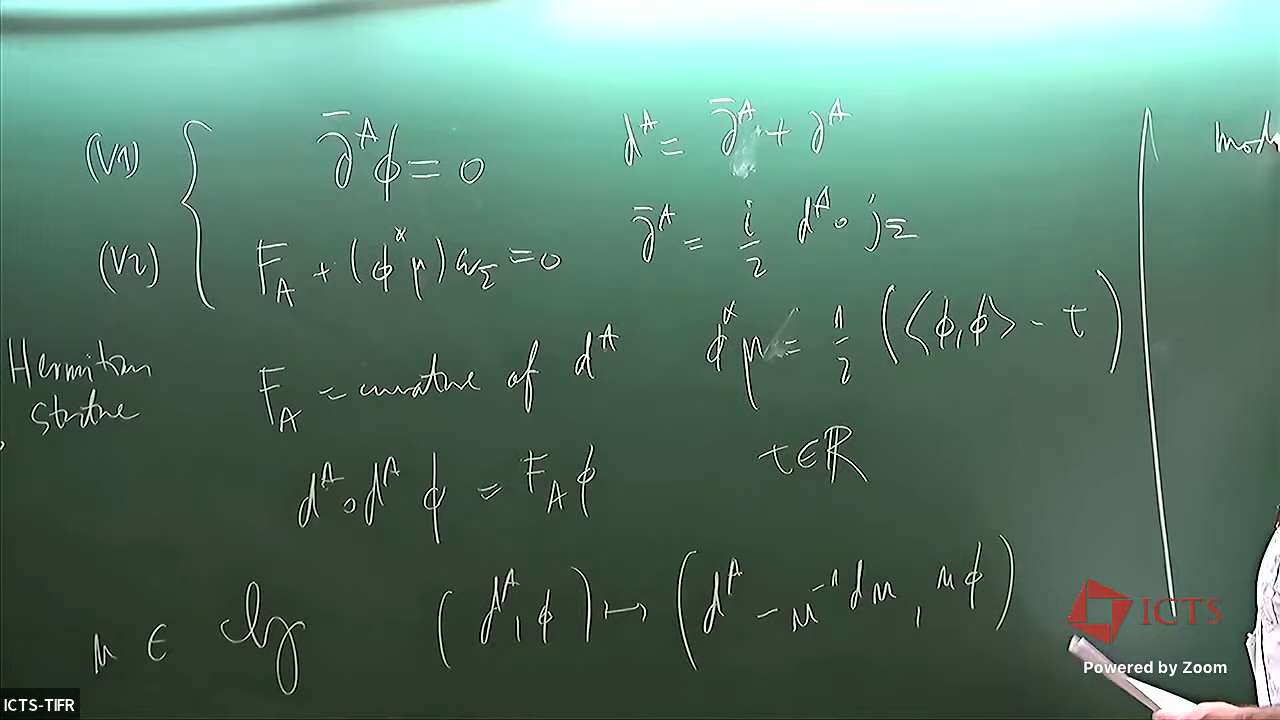 (V1) ∂̄^A ϕ = 0
d^A = ∂̄^A + ∂^A
(V2) F_A + (ϕ^* μ) ω_Σ = 0
∂̄^A = i/2 d^A ∘ j_Σ
Hermitian
structure
F_A = curvature of d^A
ϕ^* μ = 1/2 (<ϕ,ϕ> - τ)
d^A ∘ d^A ϕ = F_A ϕ
τ ∈ ℝ
u ∈ 𝒢 (d^A, ϕ) ↦ (d^A - u^{-1} du, uϕ)
ICTS
Powered by Zoom
ICTS-TIFR